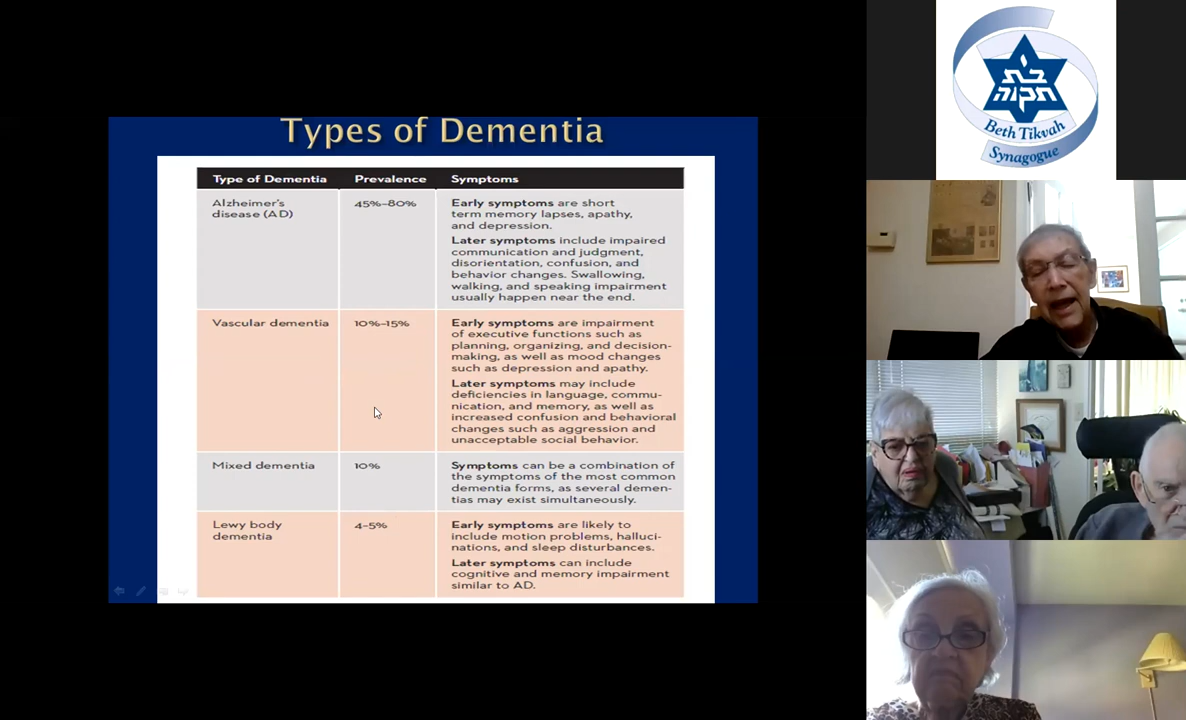 Types of Dementia
Type of Dementia Prevalence Symptoms
Alzheimer's
disease (AD)
45%–80%
Early symptoms are short
term memory lapses, apathy,
and depression.
Later symptoms include impaired
communication and judgment,
disorientation, confusion, and
behavior changes. Swallowing,
walking, and speaking impairment
usually happen near the end.
Vascular dementia
10%–15%
Early symptoms are impairment
of executive functions such as
planning, organizing, and decision-
making, as well as mood changes
such as depression and apathy.
Later symptoms may include
deficiencies in language, commu-
nication, and memory, as well as
increased confusion and behavioral
changes such as aggression and
unacceptable social behavior.
Mixed dementia
10%
Symptoms can be a combination of
the symptoms of the most common
dementia forms, as several demen-
tias may exist simultaneously.
Lewy body
dementia
4–5%
Early symptoms are likely to
include motion problems, halluci-
nations, and sleep disturbances.
Later symptoms can include
cognitive and memory impairment
similar to AD.
בת
תקוה
Beth Tikvah
Synagogue